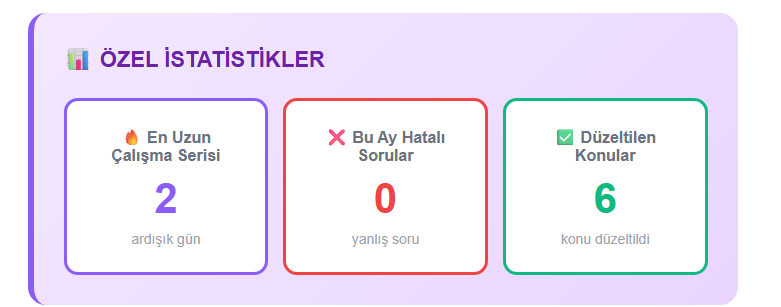 ÖZEL İSTATİSTİKLER
En Uzun
Çalışma Serisi
2
ardışık gün
Bu Ay Hatalı
Sorular
0
yanlış soru
Düzeltilen
Konular
6
konu düzeltildi